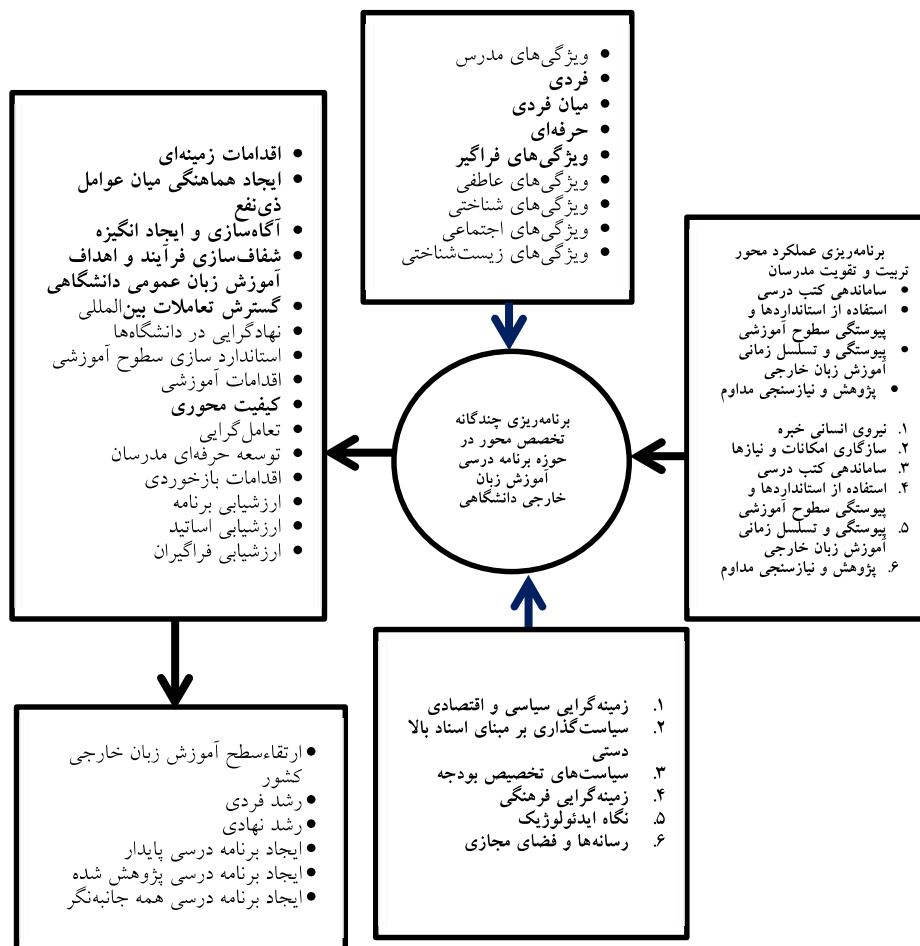 • ویژگی‌های مدرس
• فردی
• میان فردی
• حرفه‌ای
• ویژگی‌های فراگیر
• ویژگی‌های عاطفی
• ویژگی‌های شناختی
• ویژگی‌های اجتماعی
• ویژگی‌های زیست‌شناختی
برنامه‌ریزی عملکرد محور
تربیت و تقویت مدرسان
• ساماندهی کتب درسی
• استفاده از استانداردها و
پیوستگی سطوح آموزشی
• پیوستگی و تسلسل زمانی
آموزش زبان خارجی
• پژوهش و نیازسنجی مداوم
۱. نیروی انسانی خبره
۲. سازگاری امکانات و نیازها
۳. ساماندهی کتب درسی
۴. استفاده از استانداردها و
پیوستگی سطوح آموزشی
۵. پیوستگی و تسلسل زمانی
آموزش زبان خارجی
۶. پژوهش و نیازسنجی مداوم
برنامه‌ریزی چندگانه
تخصص محور در
حوزه برنامه درسی
آموزش زبان
خارجی دانشگاهی
• اقدامات زمینه‌ای
• ایجاد هماهنگی میان عوامل
ذی‌نفع
• آگاه‌سازی و ایجاد انگیزه
• شفاف‌سازی فرآیند و اهداف
آموزش زبان عمومی دانشگاهی
• گسترش تعاملات بین‌المللی
• نهادگرایی در دانشگاه‌ها
• استاندارد سازی سطوح آموزشی
• اقدامات آموزشی
• کیفیت محوری
• تعامل‌گرایی
• توسعه حرفه‌ای مدرسان
• اقدامات بازخوردی
• ارزشیابی برنامه
• ارزشیابی اساتید
• ارزشیابی فراگیران
۱. زمینه‌گرایی سیاسی و اقتصادی
۲. سیاست‌گذاری بر مبنای اسناد بالا
دستی
۳. سیاست‌های تخصیص بودجه
۴. زمینه‌گرایی فرهنگی
۵. نگاه ایدئولوژیک
۶. رسانه‌ها و فضای مجازی
• ارتقاءسطح آموزش زبان خارجی
کشور
• رشد فردی
• رشد نهادی
• ایجاد برنامه درسی پایدار
• ایجاد برنامه درسی پژوهش شده
• ایجاد برنامه درسی همه جانبه‌نگر